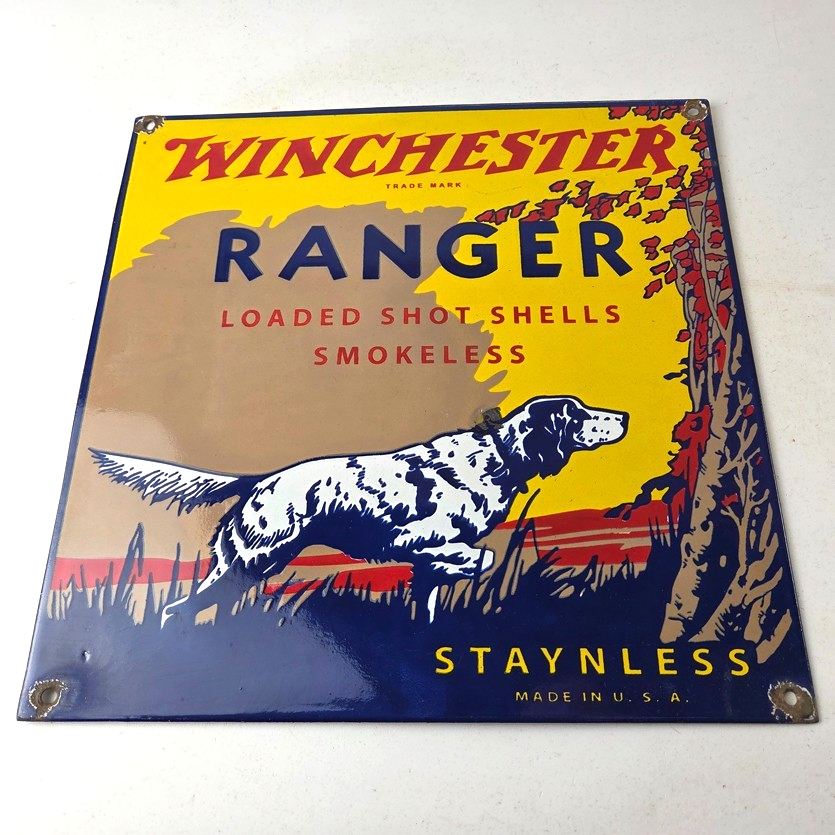 WINCHESTER
TRADE MARK
RANGER
LOADED SHOT SHELLS
SMOKELESS
STAYNLESS
MADE IN U. S. A.